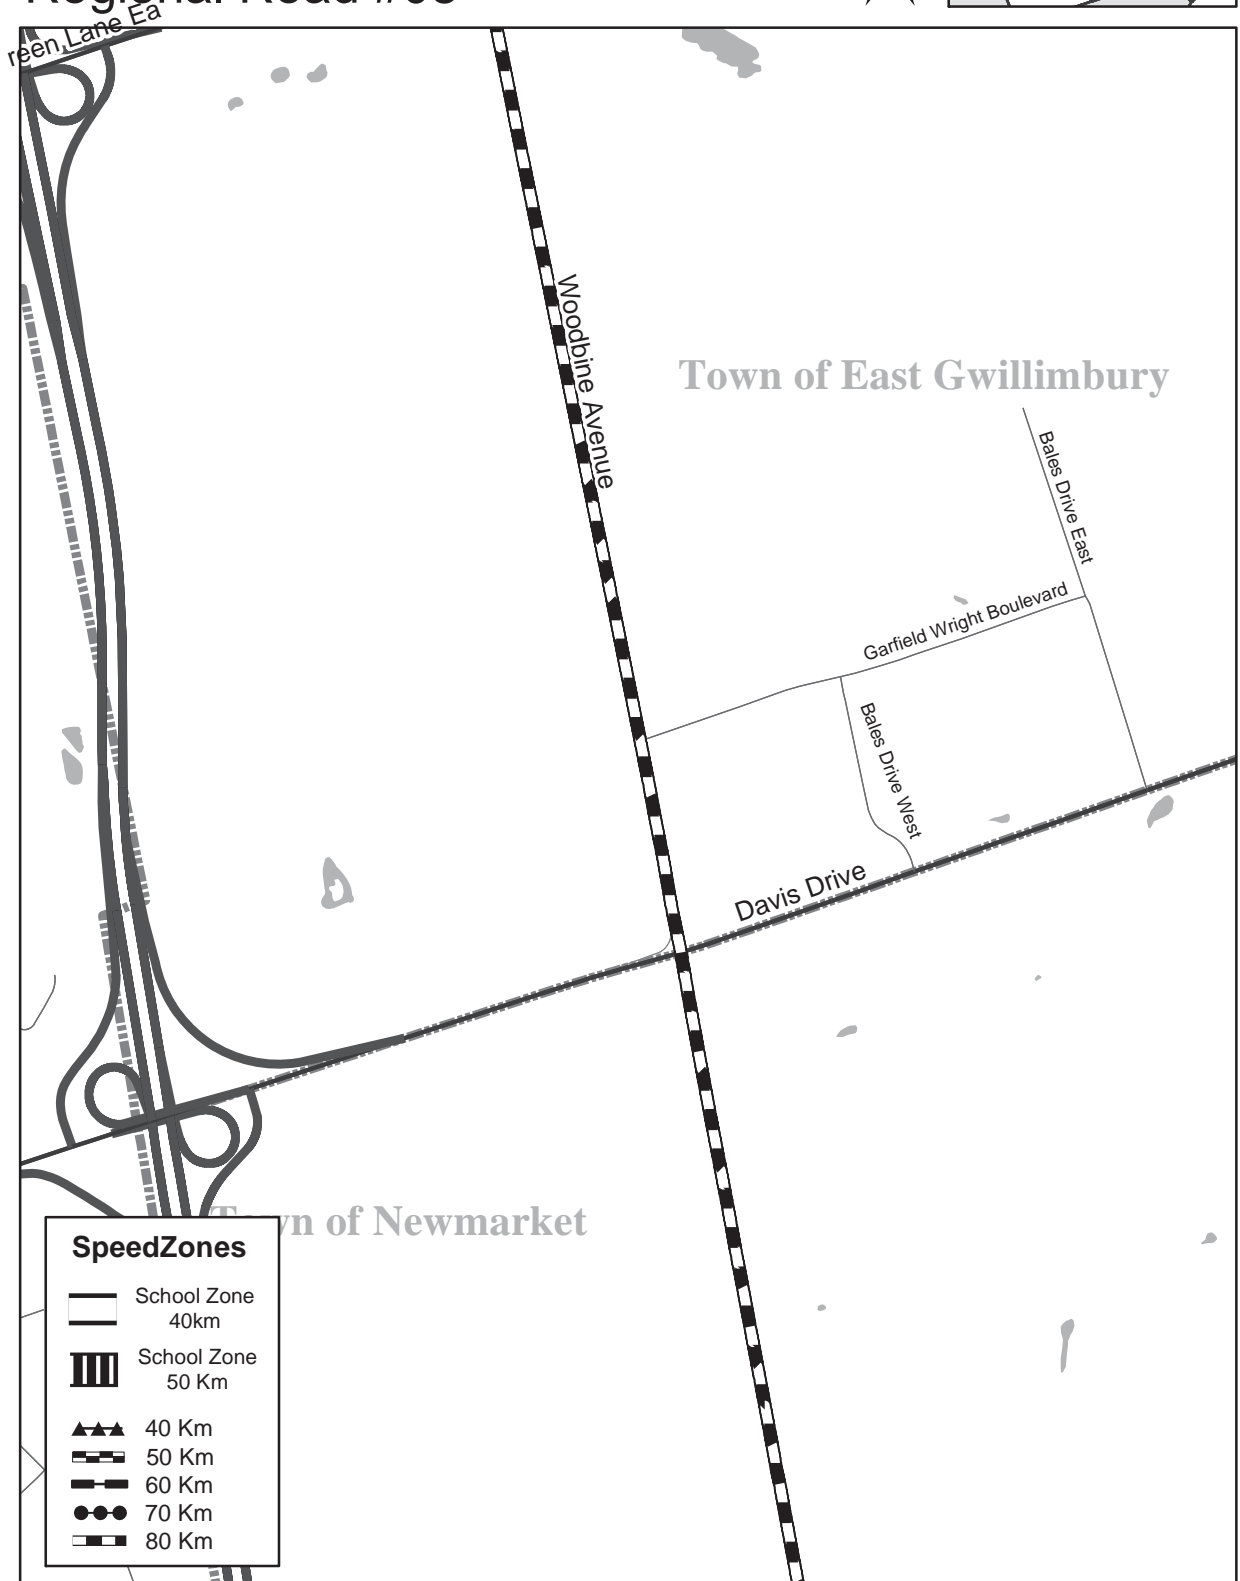 reen Lane Ea
Woodbine Avenue
Town of East Gwillimbury
Bales Drive East
Garfield Wright Boulevard
Bales Drive West
Davis Drive
Town of Newmarket
SpeedZones
School Zone
40km
School Zone
50 Km
40 Km
50 Km
60 Km
70 Km
80 Km